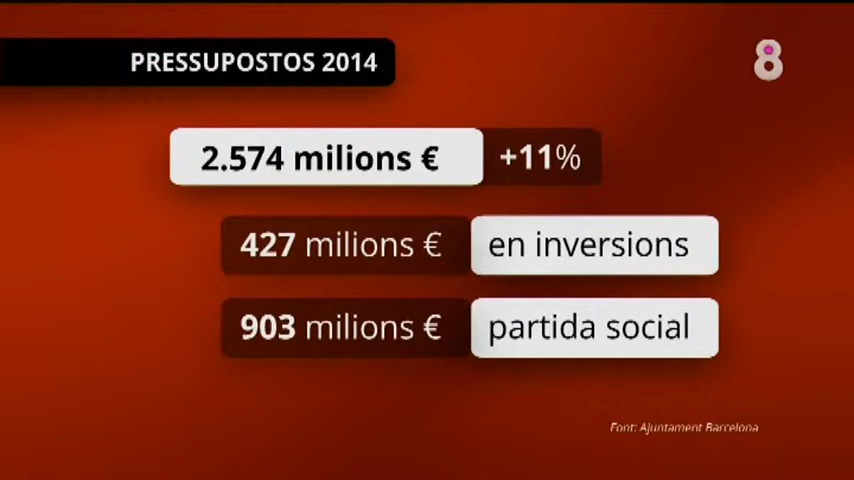 PRESSUPOSTOS 2014
8
2.574 milions € +11%
427 milions € en inversions
903 milions € partida social
Font: Ajuntament Barcelona